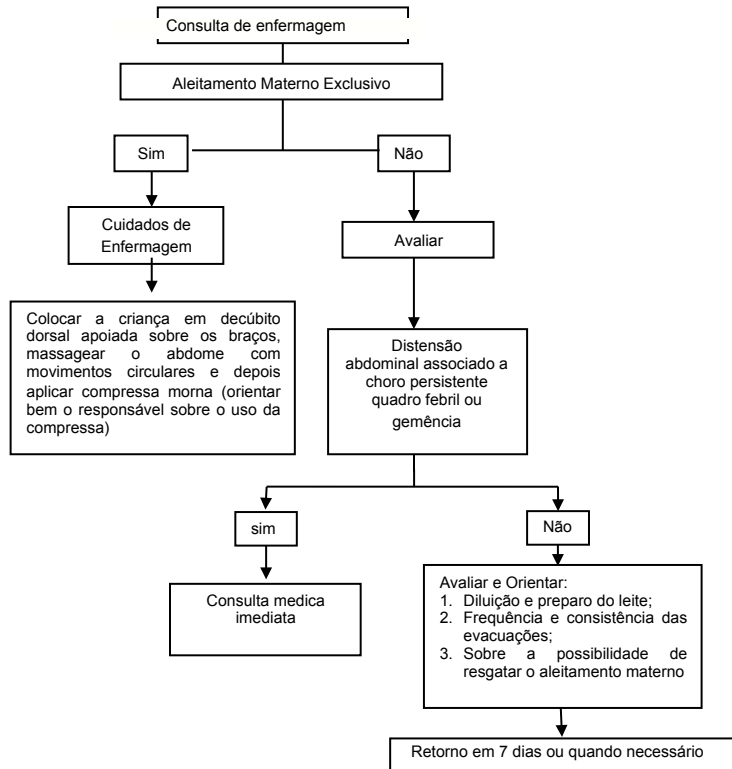 Consulta de enfermagem
Aleitamento Materno Exclusivo
Sim
Não
Cuidados de
Enfermagem
Avaliar
Colocar a criança em decúbito
dorsal apoiada sobre os braços,
massagear o abdome com
movimentos circulares e depois
aplicar compressa morna (orientar
bem o responsável sobre o uso da
compressa)
Distensão
abdominal associado a
choro persistente
quadro febril ou
gemência
sim
Não
Consulta medica
imediata
Avaliar e Orientar:
1. Diluição e preparo do leite;
2. Frequência e consistência das
evacuações;
3. Sobre a possibilidade de
resgatar o aleitamento materno
Retorno em 7 dias ou quando necessário